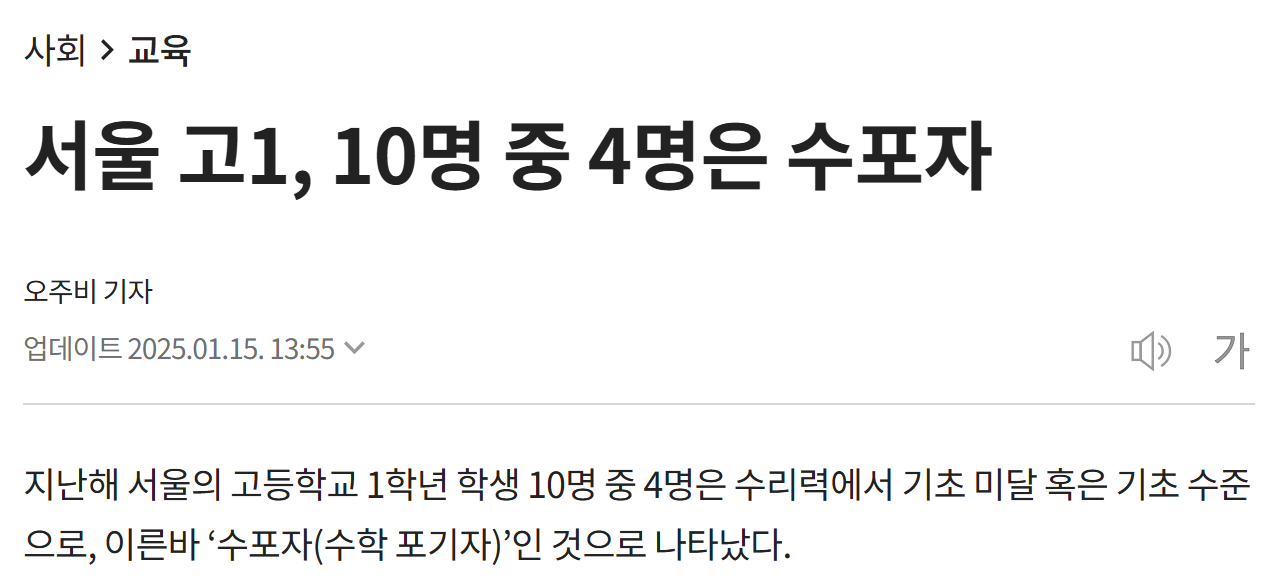 사회 > 교육
서울 고1, 10명 중 4명은 수포자
오주비 기자
업데이트 2025.01.15. 13:55
가
지난해 서울의 고등학교 1학년 학생 10명 중 4명은 수리력에서 기초 미달 혹은 기초 수준
으로, 이른바 ‘수포자(수학 포기자)’인 것으로 나타났다.